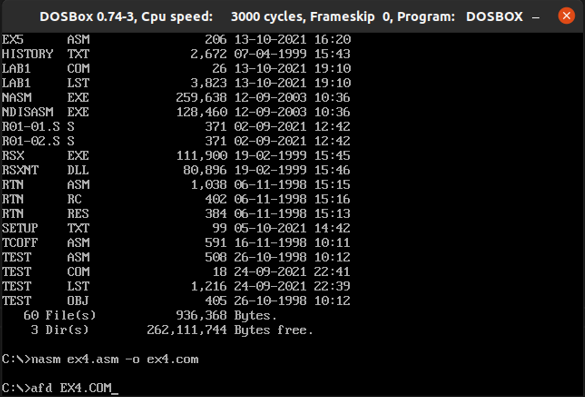 DOSBox 0.74-3, Cpu speed: 3000 cycles, Frameskip 0, Program: DOSBOX
EX5 ASM 206 13-10-2021 16:20
HISTORY TXT 2,672 07-04-1999 15:43
LAB1 COM 26 13-10-2021 19:10
LAB1 LST 3,823 13-10-2021 19:10
NASM EXE 259,638 12-09-2003 10:36
NDISASM EXE 128,460 12-09-2003 10:36
R01-01.S S 371 02-09-2021 12:42
R01-02.S S 371 02-09-2021 12:42
RSX EXE 111,900 19-02-1999 15:45
RSXNT DLL 80,896 19-02-1999 15:46
RTN ASM 1,038 06-11-1998 15:15
RTN RC 402 06-11-1998 15:16
RTN RES 384 06-11-1998 15:13
SETUP TXT 99 05-10-2021 14:42
TCOFF ASM 591 16-11-1998 10:11
TEST ASM 508 26-10-1998 10:12
TEST COM 18 24-09-2021 22:41
TEST LST 1,216 24-09-2021 22:39
TEST OBJ 405 26-10-1998 10:12
60 File(s) 936,368 Bytes.
3 Dir(s) 262,111,744 Bytes free.
C:\>nasm ex4.asm -o ex4.com
C:\>afd EX4.COM_